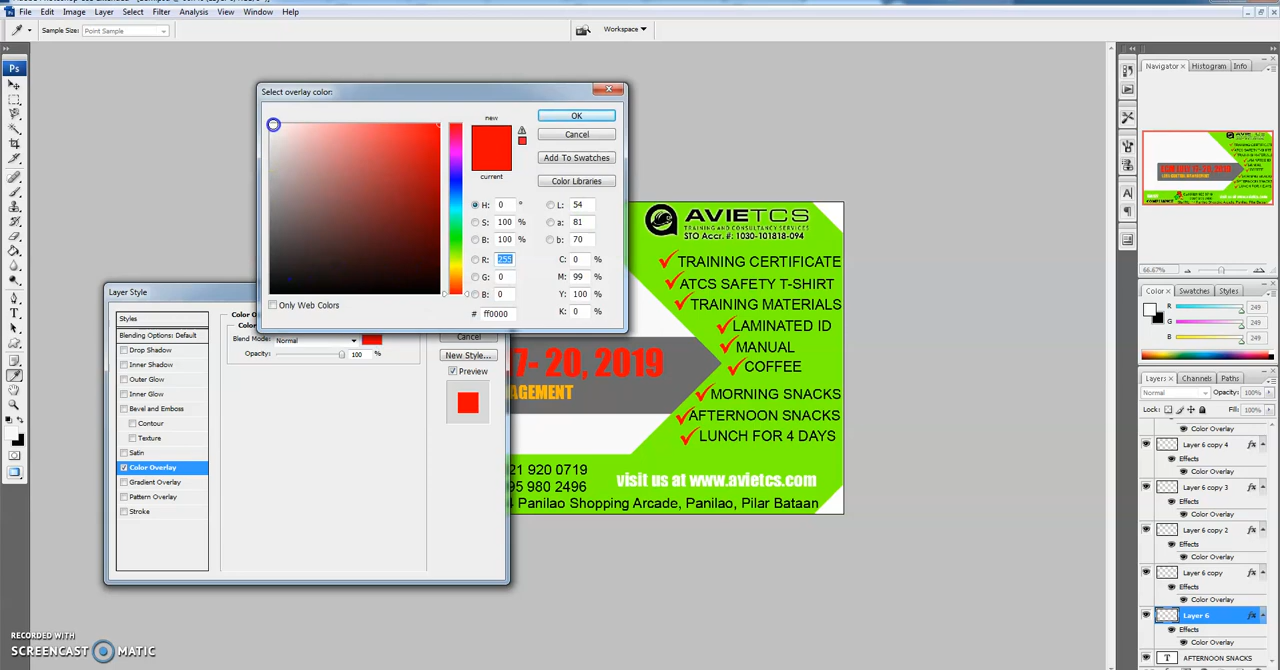 File Edit Image Layer Select Filter Analysis View Window Help
Sample Size: Point Sample
Workspace
Select overlay color:
new
current
OK
Cancel
Add To Swatches
Color Libraries
H: 0 °
S: 100 %
B: 100 %
R: 255
G: 0
B: 0
# ff0000
L: 54
a: 81
b: 70
C: 0 %
M: 99 %
Y: 100 %
K: 0 %
Only Web Colors
Layer Style
Styles
Blending Options: Default
Drop Shadow
Inner Shadow
Outer Glow
Inner Glow
Bevel and Emboss
Contour
Texture
Satin
Color Overlay
Gradient Overlay
Pattern Overlay
Stroke
Blend Mode: Normal
Opacity: 100 %
Cancel
New Style...
Preview
AVIETCS
TRAINING AND CONSULTANCY SERVICES
STO Accr. #: 1030-101818-094
TRAINING CERTIFICATE
ATCS SAFETY T-SHIRT
TRAINING MATERIALS
LAMINATED ID
MANUAL
COFFEE
MORNING SNACKS
AFTERNOON SNACKS
LUNCH FOR 4 DAYS
7- 20, 2019
AGEMENT
21 920 0719
95 980 2496
visit us at www.avietcs.com
4 Panilao Shopping Arcade, Panilao, Pilar Bataan
Navigator Histogram Info
66.67%
Color Swatches Styles
R 249
G 249
B 249
Layers Channels Paths
Normal Opacity: 100%
Lock: Fill: 100%
Color Overlay
Layer 6 copy 4
Effects
Color Overlay
Layer 6 copy 3
Effects
Color Overlay
Layer 6 copy 2
Effects
Color Overlay
Layer 6 copy
Effects
Color Overlay
Layer 6
Effects
Color Overlay
AFTERNOON SNACKS
RECORDED WITH
SCREENCAST MATIC